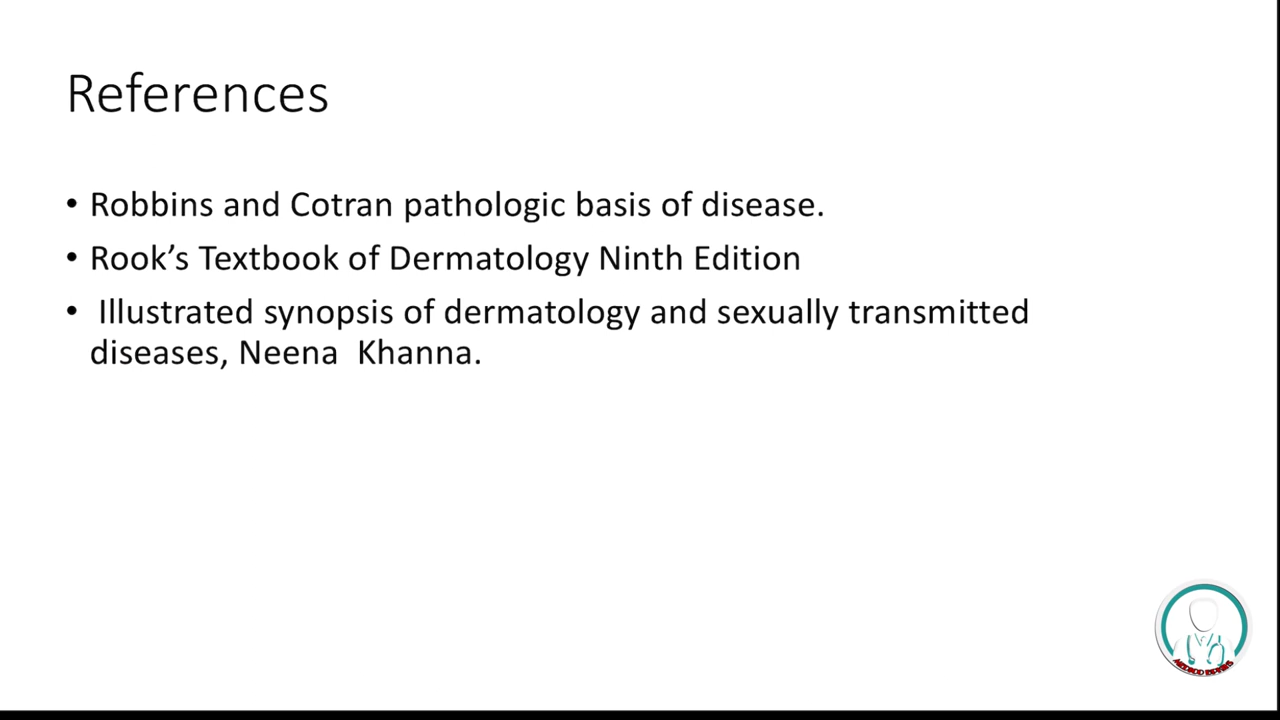 References
• Robbins and Cotran pathologic basis of disease.
• Rook’s Textbook of Dermatology Ninth Edition
• Illustrated synopsis of dermatology and sexually transmitted
diseases, Neena Khanna.